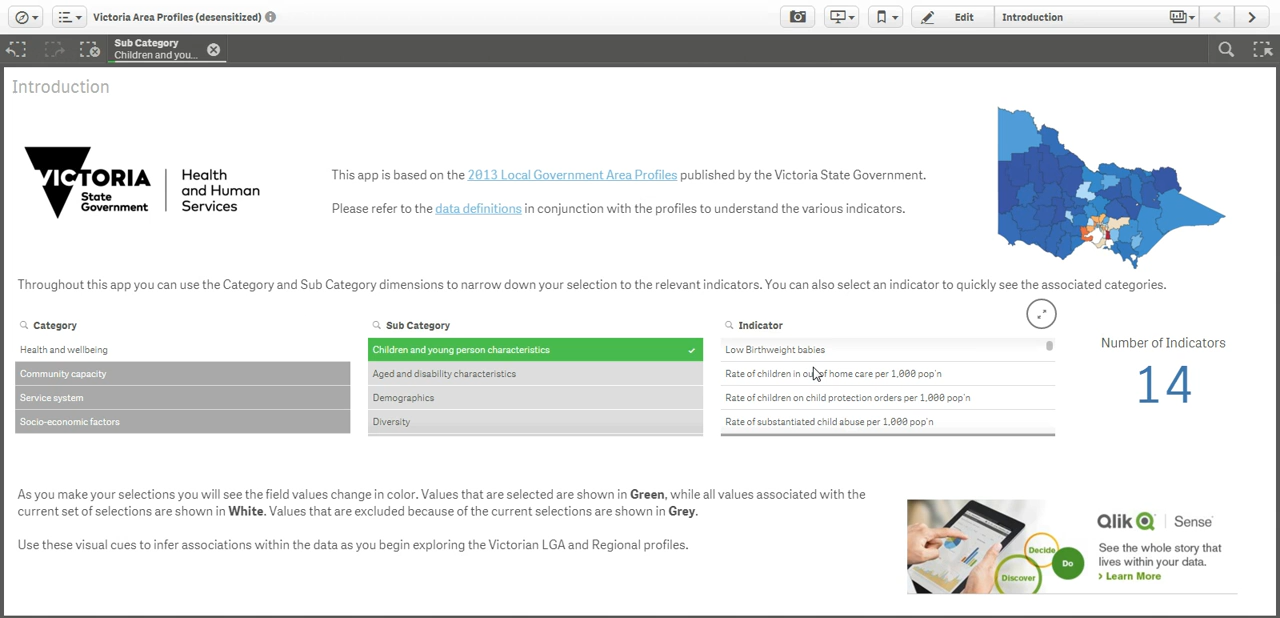 Victoria Area Profiles (desensitized)
Edit
Introduction
Sub Category
Children and you...
Introduction
VICTORIA
State
Government
Health
and Human
Services
This app is based on the 2013 Local Government Area Profiles published by the Victoria State Government.
Please refer to the data definitions in conjunction with the profiles to understand the various indicators.
Throughout this app you can use the Category and Sub Category dimensions to narrow down your selection to the relevant indicators. You can also select an indicator to quickly see the associated categories.
Category
Health and wellbeing
Community capacity
Service system
Socio-economic factors
Sub Category
Children and young person characteristics
Aged and disability characteristics
Demographics
Diversity
Indicator
Low Birthweight babies
Rate of children in out of home care per 1,000 pop'n
Rate of children on child protection orders per 1,000 pop'n
Rate of substantiated child abuse per 1,000 pop'n
Number of Indicators
14
As you make your selections you will see the field values change in color. Values that are selected are shown in Green, while all values associated with the
current set of selections are shown in White. Values that are excluded because of the current selections are shown in Grey.
Use these visual cues to infer associations within the data as you begin exploring the Victorian LGA and Regional profiles.
Decide
Do
Discover
Qlik Sense
See the whole story that
lives within your data.
› Learn More